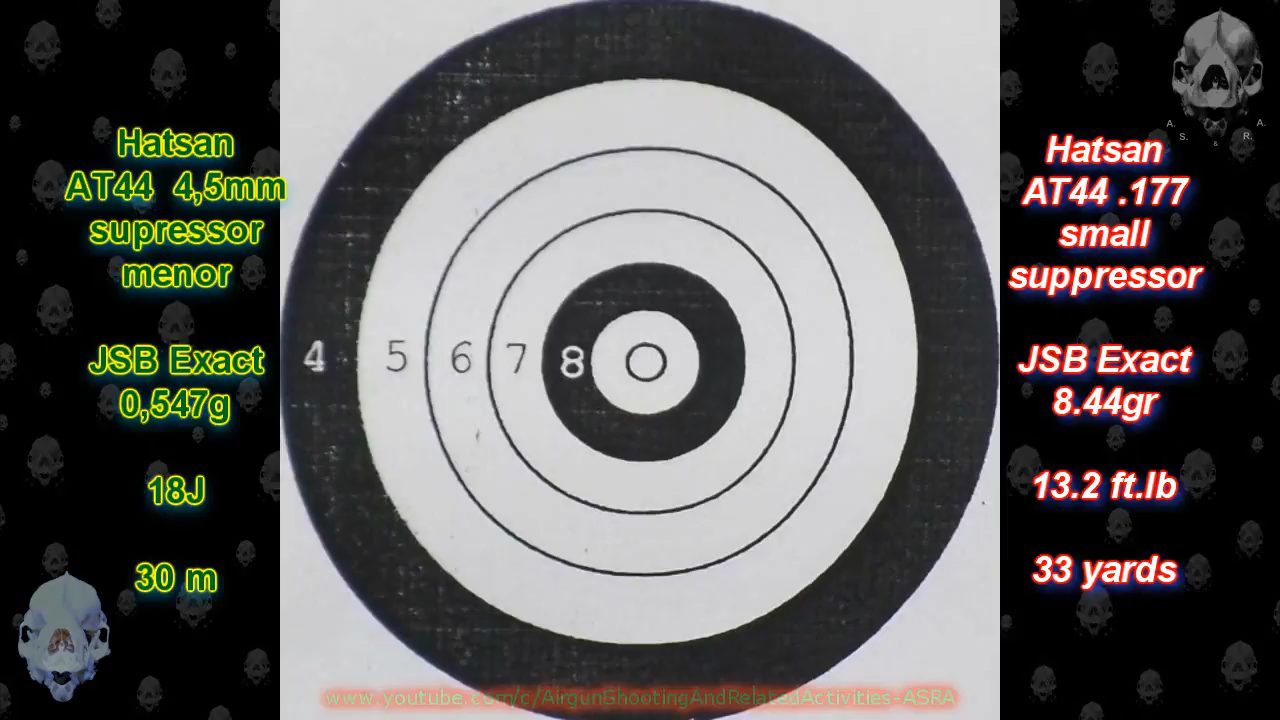 Hatsan
AT44 4,5mm
supressor
menor
JSB Exact
0,547g
18J
30 m
4 5 6 7 8
A. A.
S. R.
&
Hatsan
AT44 .177
small
suppressor
JSB Exact
8.44gr
13.2 ft.lb
33 yards
www.youtube.com/c/AirgunShootingAndRelatedActivities-ASRA